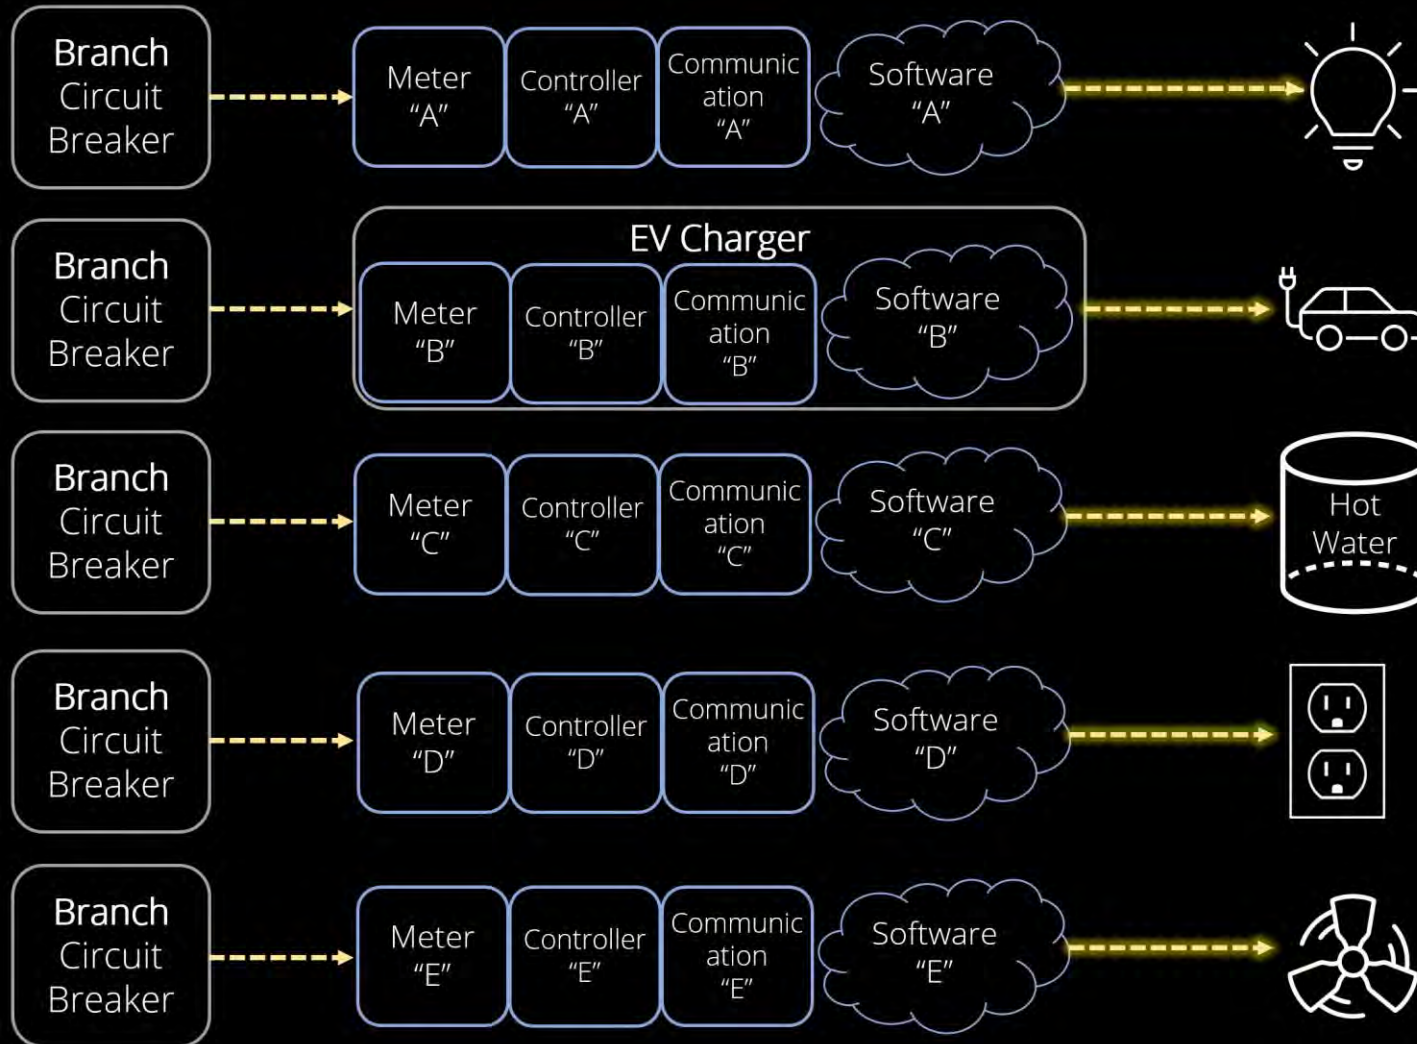 Branch
Circuit
Breaker
Meter
“A”
Controller
“A”
Communic
ation
“A”
Software
“A”
Branch
Circuit
Breaker
EV Charger
Meter
“B”
Controller
“B”
Communic
ation
“B”
Software
“B”
Branch
Circuit
Breaker
Meter
“C”
Controller
“C”
Communic
ation
“C”
Software
“C”
Hot
Water
Branch
Circuit
Breaker
Meter
“D”
Controller
“D”
Communic
ation
“D”
Software
“D”
Branch
Circuit
Breaker
Meter
“E”
Controller
“E”
Communic
ation
“E”
Software
“E”